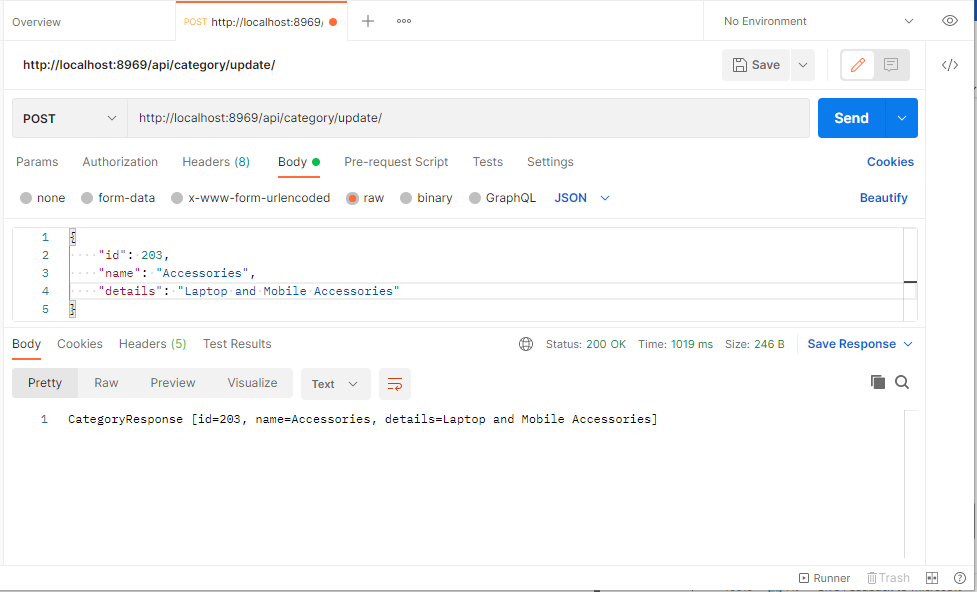 Overview
POST http://localhost:8969/
No Environment
http://localhost:8969/api/category/update/
Save
POST
http://localhost:8969/api/category/update/
Send
Params Authorization Headers (8) Body Pre-request Script Tests Settings Cookies
none form-data x-www-form-urlencoded raw binary GraphQL JSON Beautify
1 {
2 "id": 203,
3 "name": "Accessories",
4 "details": "Laptop and Mobile Accessories"
5 }
Body Cookies Headers (5) Test Results Status: 200 OK Time: 1019 ms Size: 246 B Save Response
Pretty Raw Preview Visualize Text
1 CategoryResponse [id=203, name=Accessories, details=Laptop and Mobile Accessories]
Runner Trash